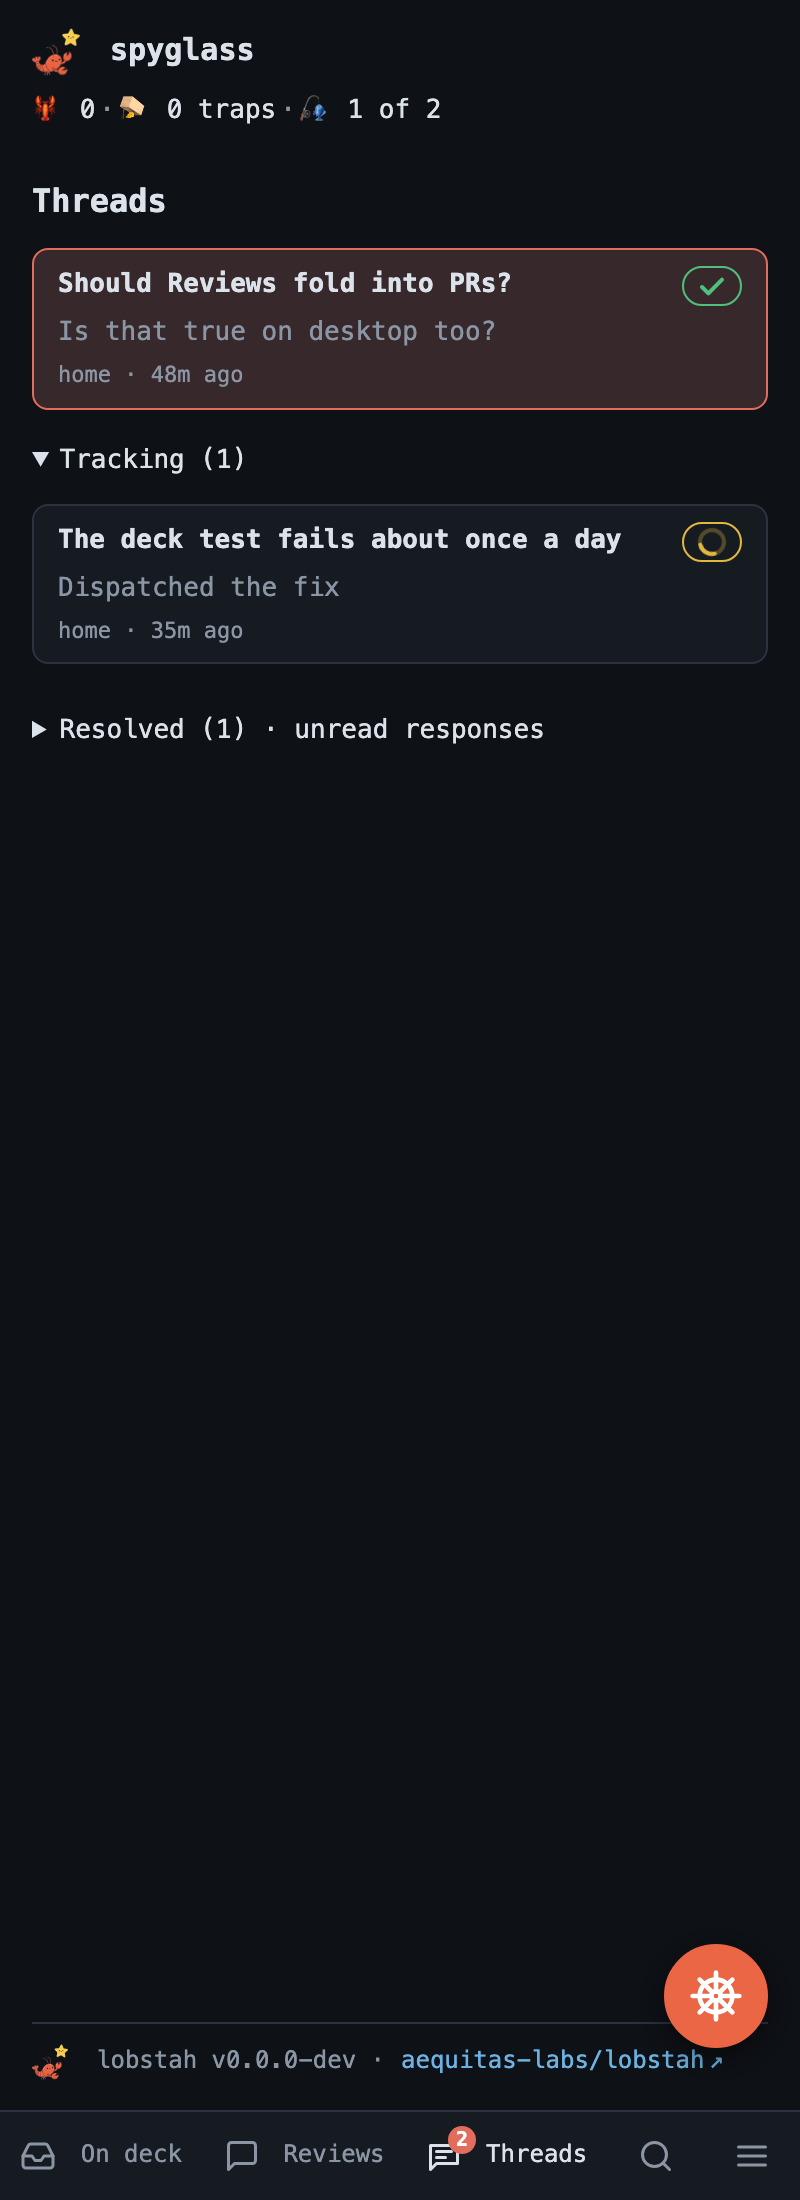 spyglass
0 · 0 traps · 1 of 2
Threads
Should Reviews fold into PRs?
Is that true on desktop too?
home · 48m ago
Tracking (1)
The deck test fails about once a day
Dispatched the fix
home · 35m ago
Resolved (1) · unread responses
lobstah v0.0.0-dev · aequitas-labs/lobstah↗
On deck
Reviews
2
Threads